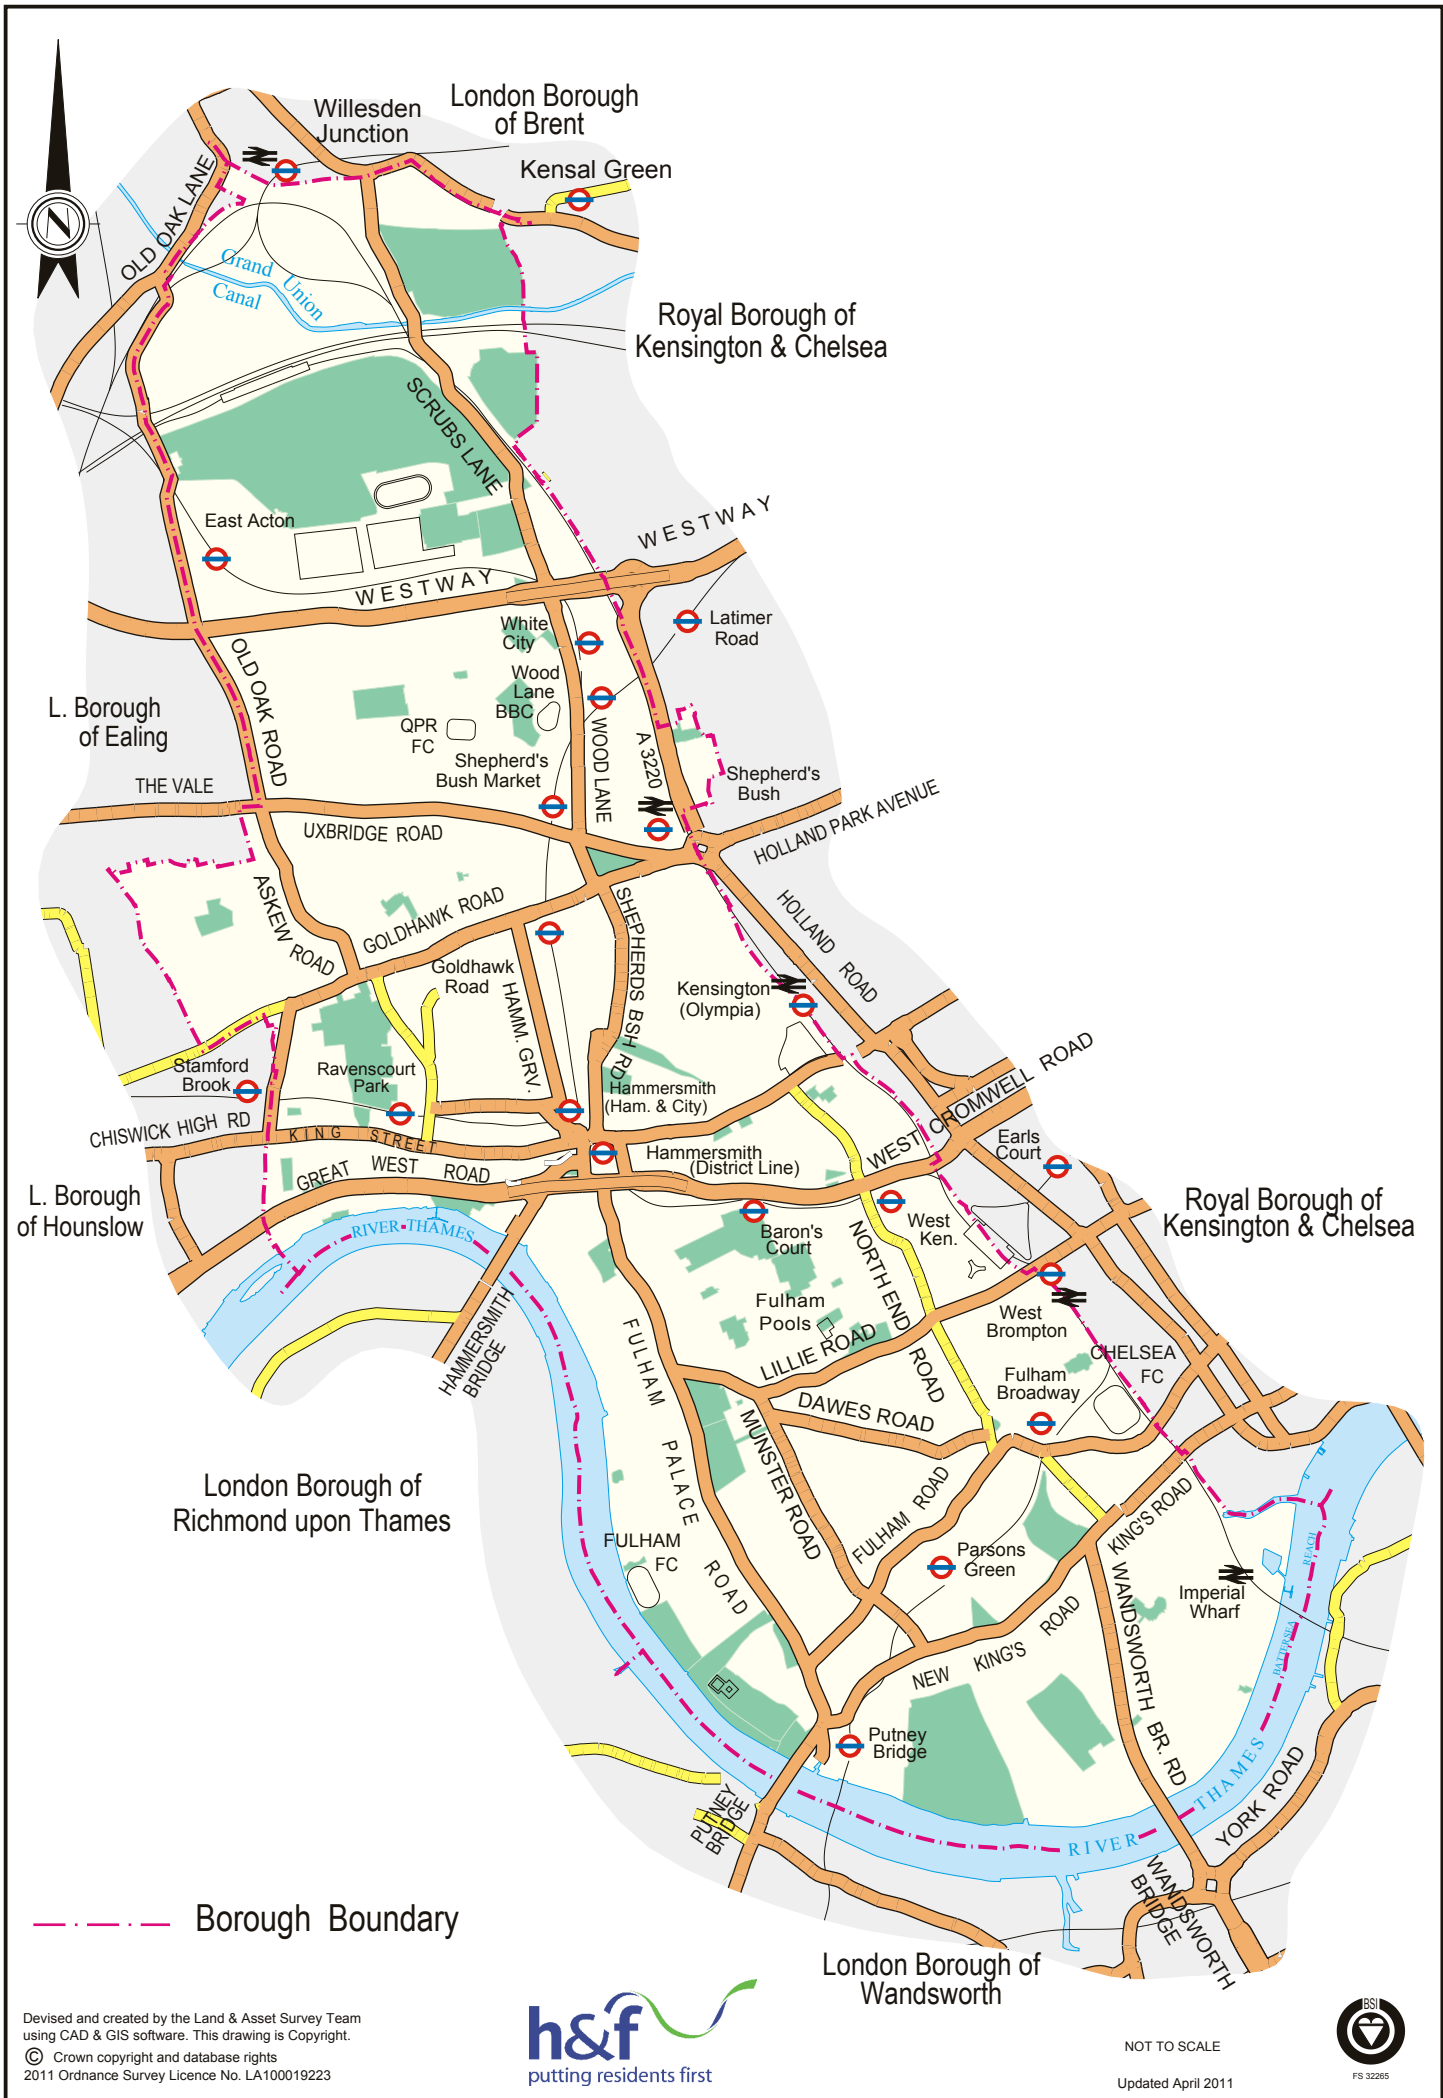 Willesden
Junction
London Borough
of Brent
Kensal Green
OLD OAK LANE
N
Grand Union
Canal
Royal Borough of
Kensington & Chelsea
SCRUBS LANE
East Acton
WESTWAY
WESTWAY
White
City
Latimer
Road
OLD OAK ROAD
Wood
Lane
BBC
QPR
FC
L. Borough
of Ealing
WOOD LANE
A 3220
Shepherd's
Bush Market
Shepherd's
Bush
THE VALE
UXBRIDGE ROAD
HOLLAND PARK AVENUE
ASKEW ROAD
GOLDHAWK ROAD
SHEPHERDS BSH RD
HOLLAND ROAD
Goldhawk
Road
HAMM. GRV.
Kensington
(Olympia)
Stamford
Brook
Ravenscourt
Park
Hammersmith
(Ham. & City)
WEST CROMWELL ROAD
CHISWICK HIGH RD
KING STREET
Hammersmith
(District Line)
Earls
Court
GREAT WEST ROAD
L. Borough
of Hounslow
Royal Borough of
Kensington & Chelsea
RIVER THAMES
Baron's
Court
West
Ken.
NORTH END ROAD
HAMMERSMITH
BRIDGE
Fulham
Pools
West
Brompton
LILLIE ROAD
CHELSEA
FC
Fulham
Broadway
FULHAM PALACE ROAD
DAWES ROAD
MUNSTER ROAD
London Borough of
Richmond upon Thames
FULHAM ROAD
KING'S ROAD
FULHAM
FC
Parsons
Green
Imperial
Wharf
WANDSWORTH BR. RD
BATTERSEA REACH
NEW KING'S ROAD
Putney
Bridge
PUTNEY
BRIDGE
RIVER THAMES
YORK ROAD
WANDSWORTH
BRIDGE
Borough Boundary
London Borough of
Wandsworth
Devised and created by the Land & Asset Survey Team
using CAD & GIS software. This drawing is Copyright.
© Crown copyright and database rights
2011 Ordnance Survey Licence No. LA100019223
h&f
putting residents first
NOT TO SCALE
Updated April 2011
BSI
FS 32265